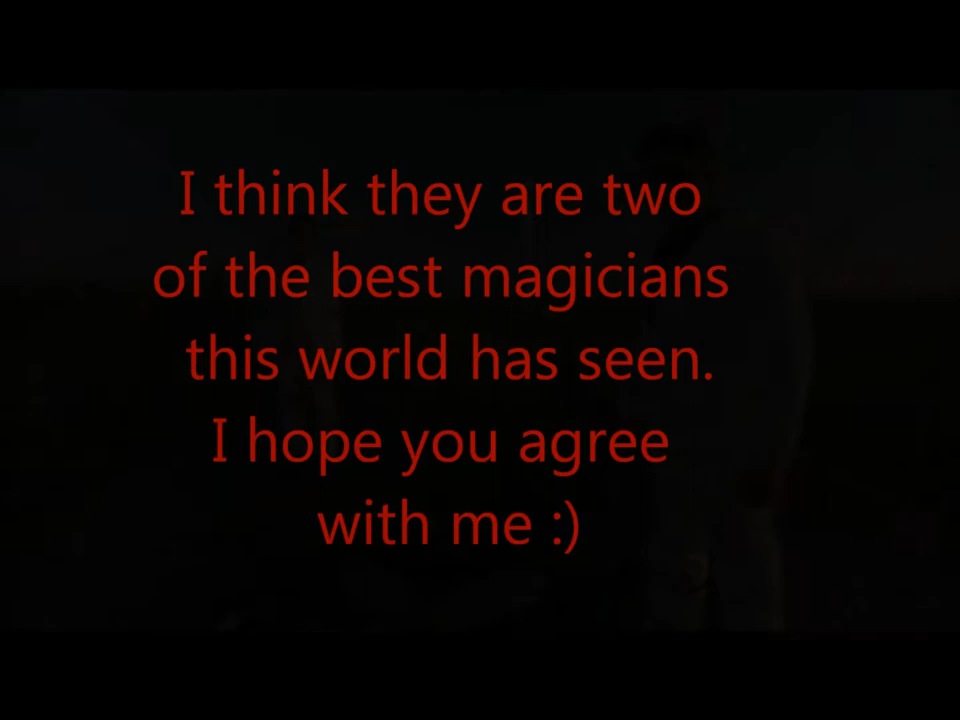 I think they are two
of the best magicians
this world has seen.
I hope you agree
with me :)